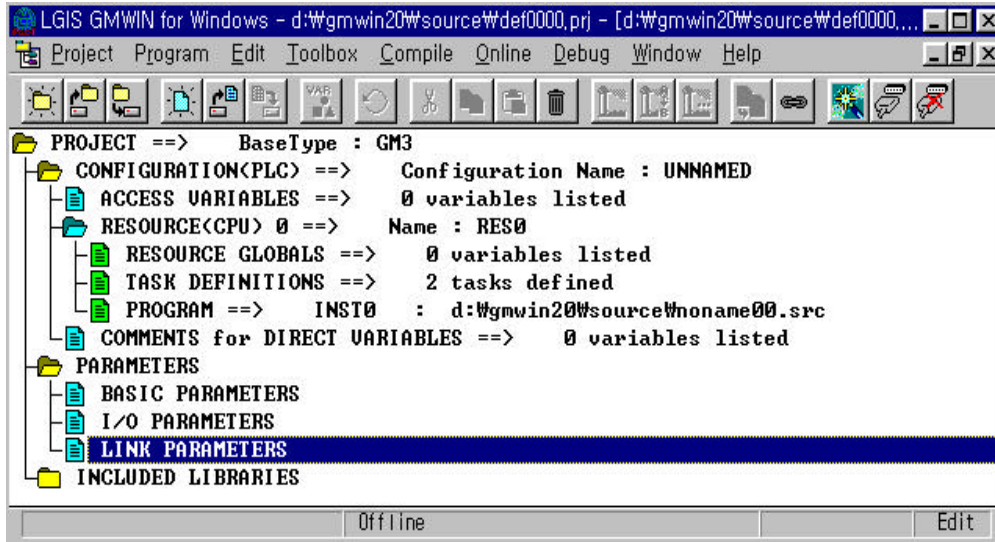 LGIS GMWIN for Windows - d:₩gmwin20₩source₩def0000,prj - [d:₩gmwin20₩source₩def0000,...
Project Program Edit Toolbox Compile Online Debug Window Help
VAR
PROJECT ==> BaseType : GM3
CONFIGURATION(PLC) ==> Configuration Name : UNNAMED
ACCESS VARIABLES ==> 0 variables listed
RESOURCE(CPU) 0 ==> Name : RES0
RESOURCE GLOBALS ==> 0 variables listed
TASK DEFINITIONS ==> 2 tasks defined
PROGRAM ==> INST0 : d:₩gmwin20₩source₩noname00.src
COMMENTS for DIRECT VARIABLES ==> 0 variables listed
PARAMETERS
BASIC PARAMETERS
I/O PARAMETERS
LINK PARAMETERS
INCLUDED LIBRARIES
Offline Edit